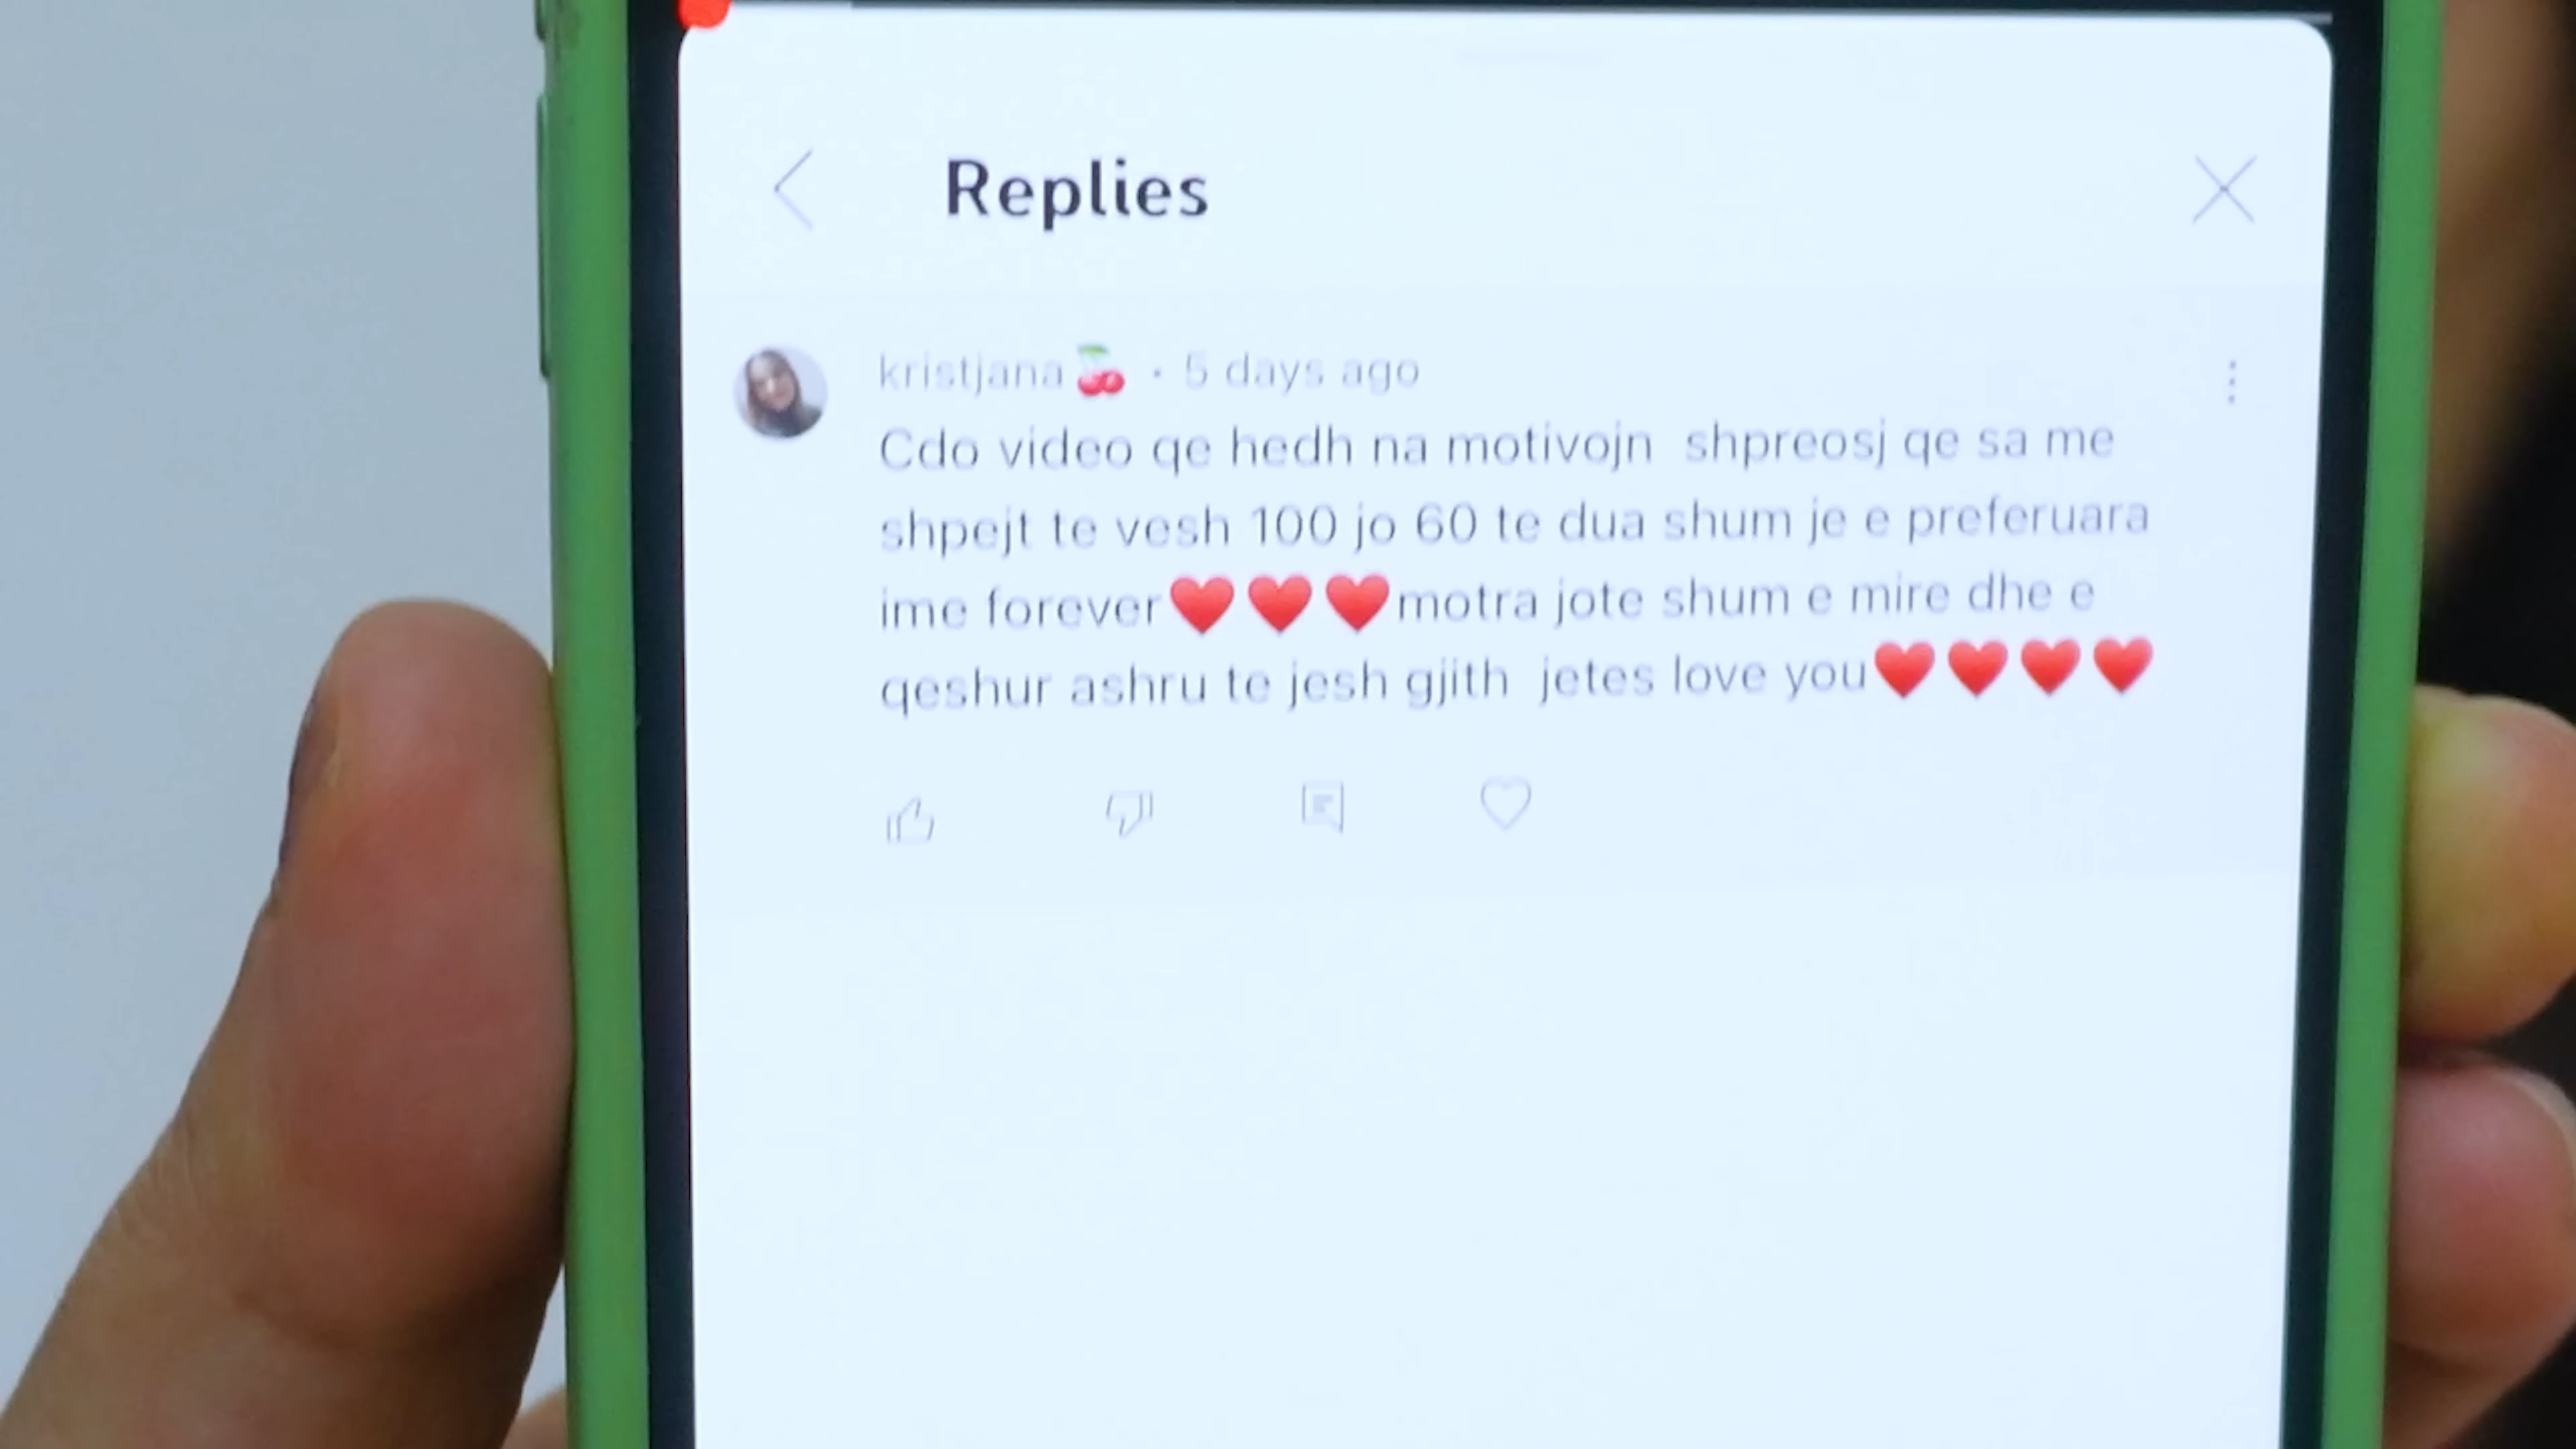 Replies
kristjana🍒 · 5 days ago
Cdo video qe hedh na motivojn shpreosj qe sa me
shpejt te vesh 100 jo 60 te dua shum je e preferuara
ime forever❤️❤️❤️motra jote shum e mire dhe e
qeshur ashru te jesh gjith jetes love you❤️❤️❤️❤️